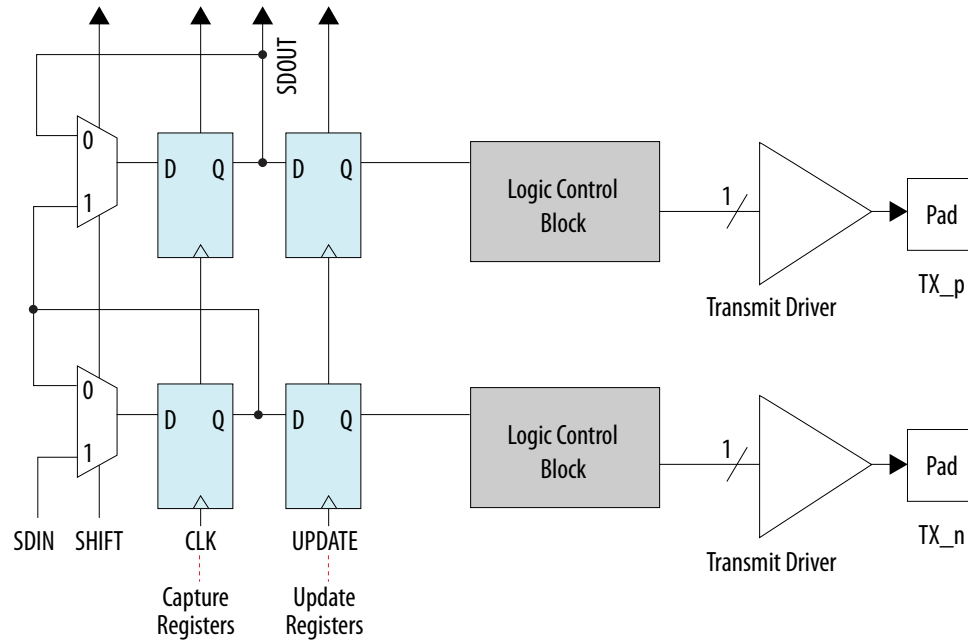 SDOUT
0
D Q D Q
1
Logic Control
Block
1
Pad
Transmit Driver
TX_p
0
D Q D Q
1
Logic Control
Block
1
Pad
Transmit Driver
TX_n
SDIN SHIFT CLK UPDATE
Capture
Registers
Update
Registers